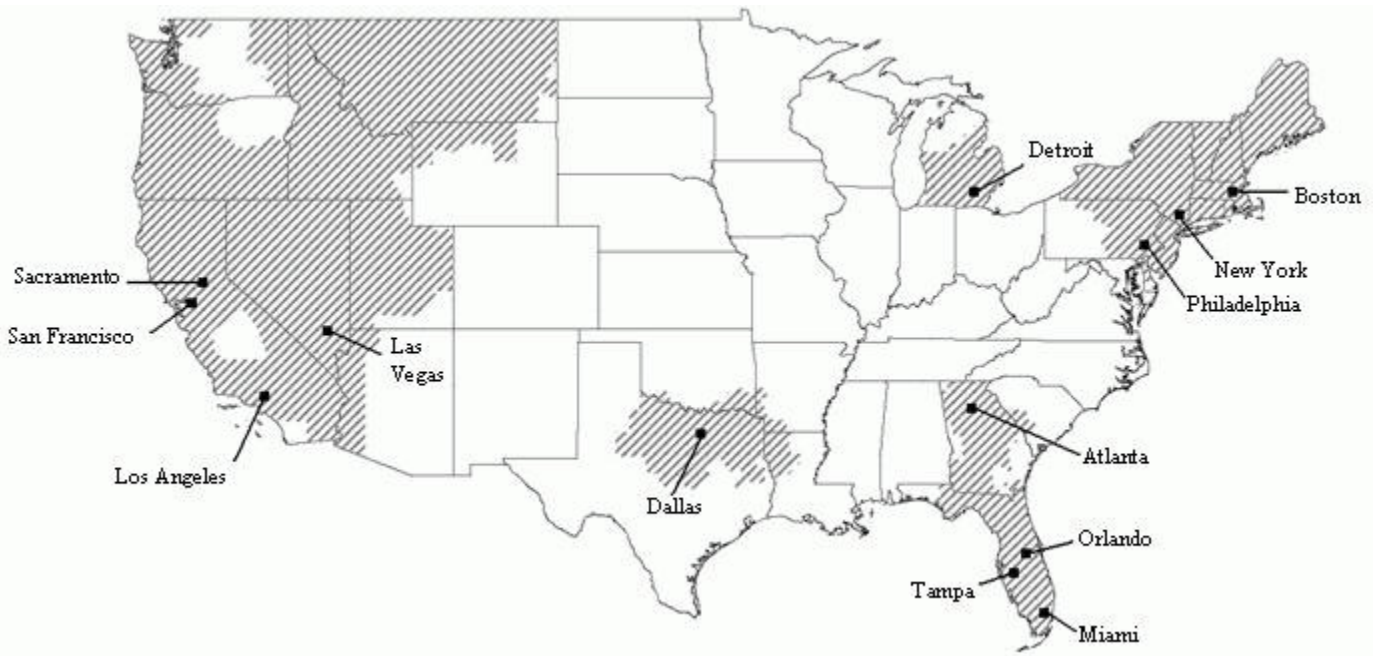 Detroit
Boston
Sacramento
New York
Philadelphia
San Francisco
Las
Vegas
Atlanta
Los Angeles
Dallas
Orlando
Tampa
Miami